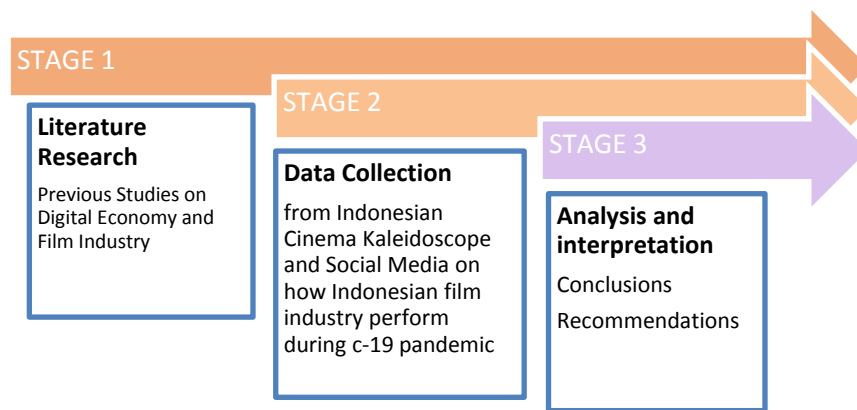 STAGE 1
Literature
Research
Previous Studies on
Digital Economy and
Film Industry
STAGE 2
Data Collection
from Indonesian
Cinema Kaleidoscope
and Social Media on
how Indonesian film
industry perform
during c-19 pandemic
STAGE 3
Analysis and
interpretation
Conclusions
Recommendations